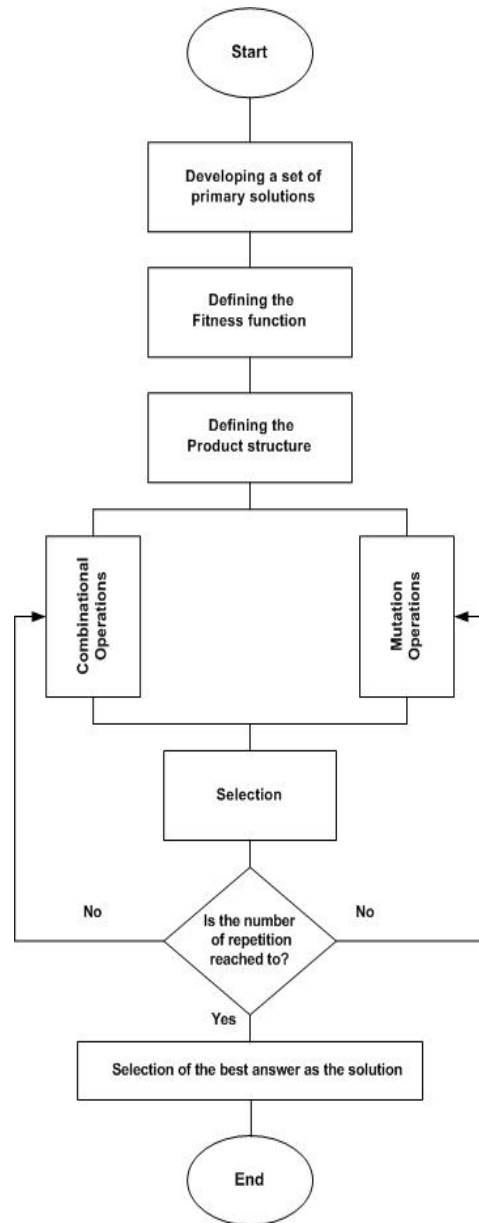 Start
Developing a set of
primary solutions
Defining the
Fitness function
Defining the
Product structure
Combinational
Operations
Mutation
Operations
Selection
No
Is the number
of repetition
reached to?
No
Yes
Selection of the best answer as the solution
End